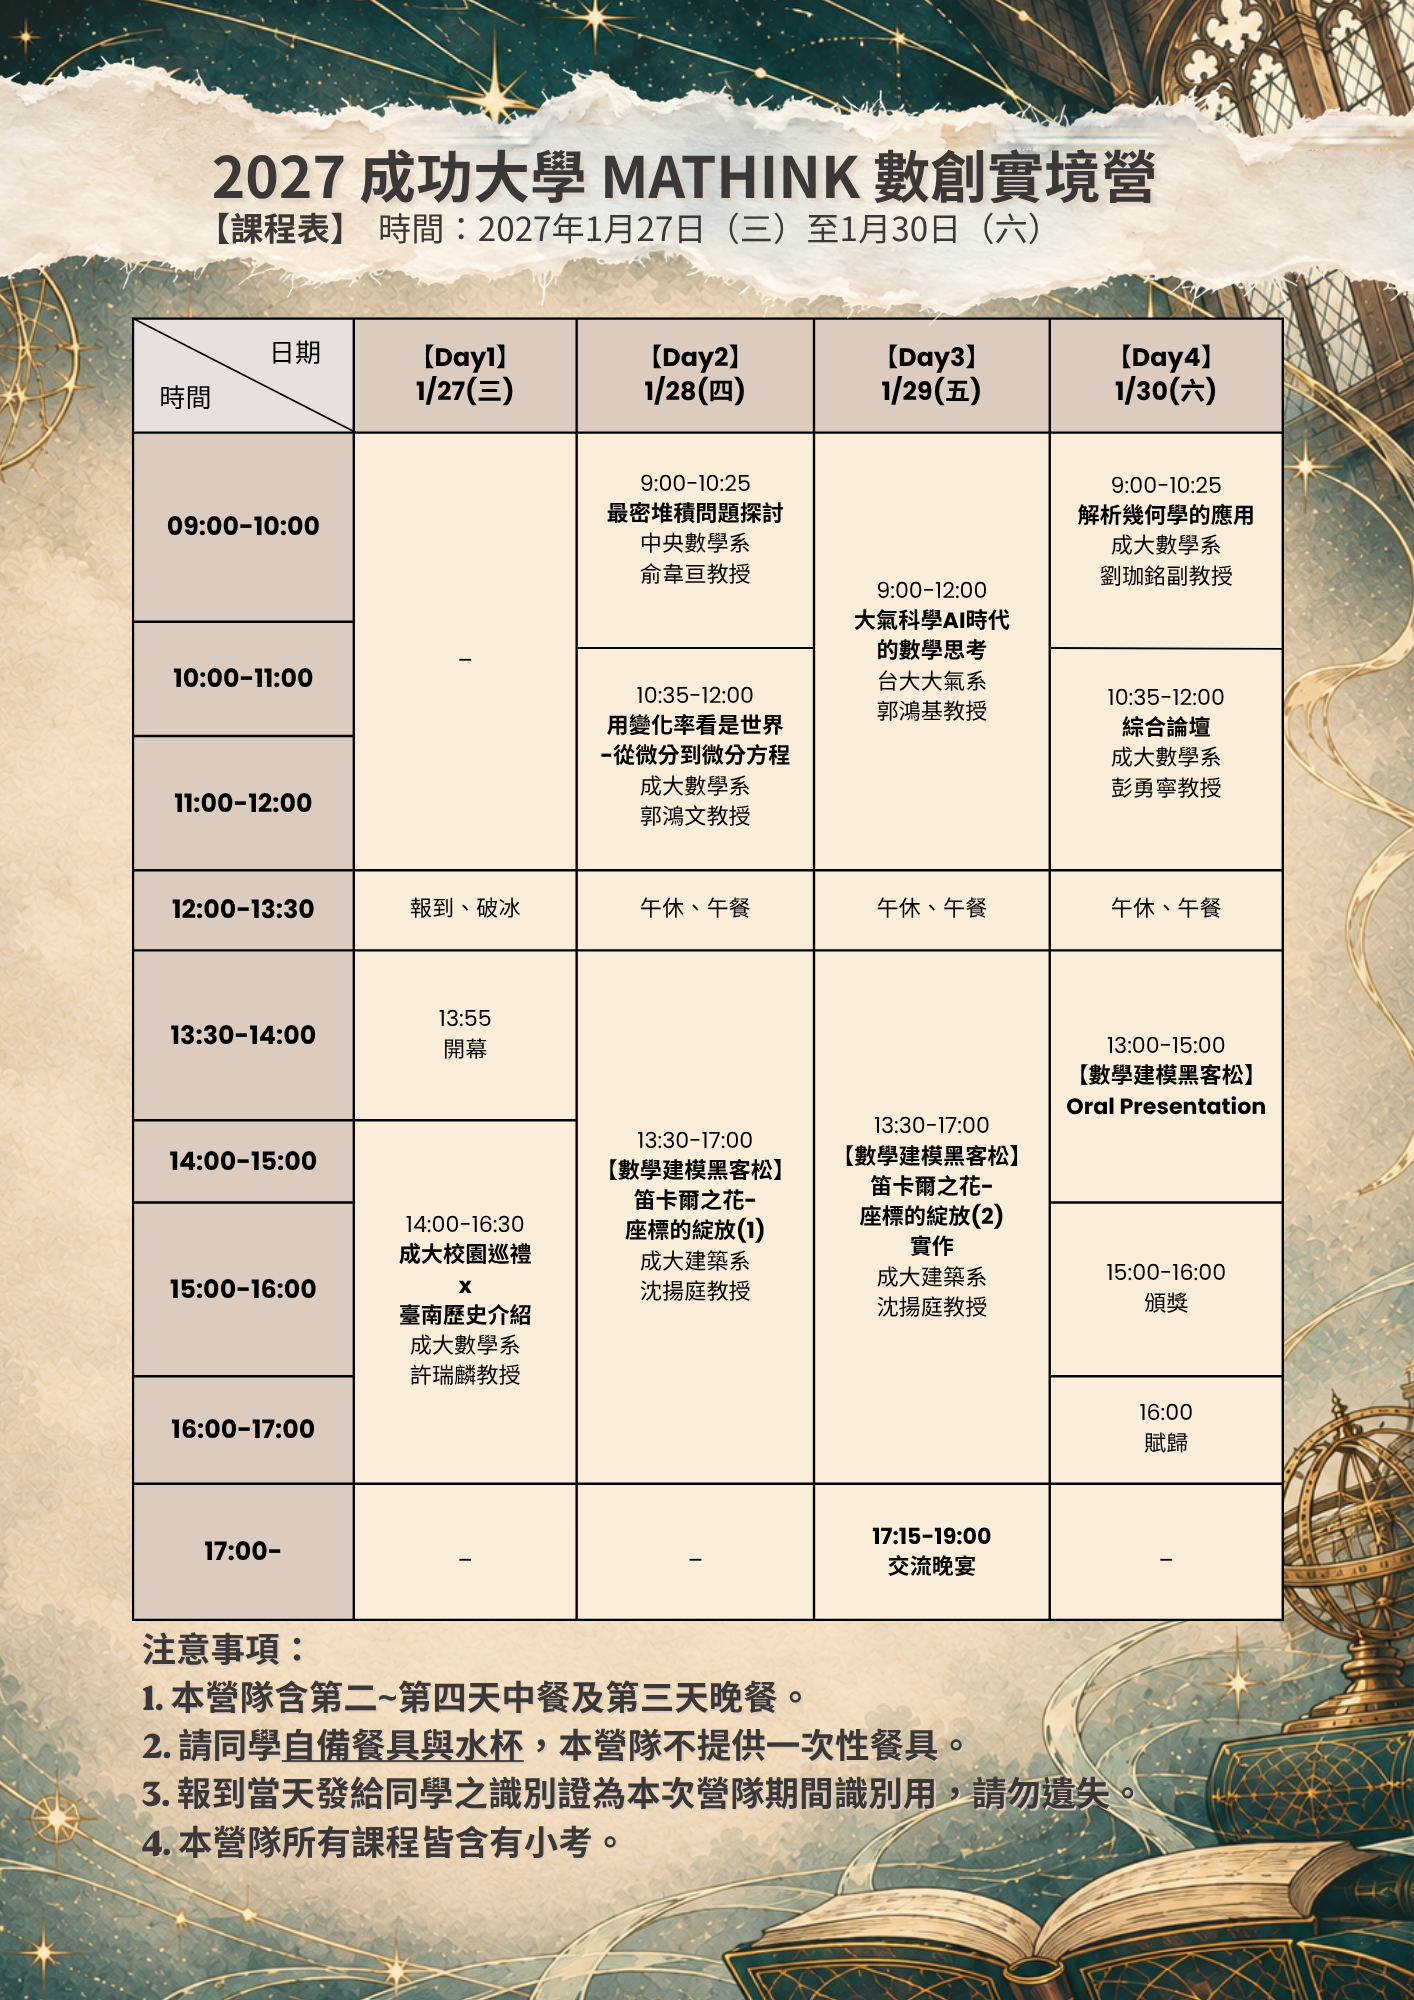 2027 成功大學 MATHINK 數創實境營
【課程表】 時間：2027年1月27日（三）至1月30日（六）
日期
時間
【Day1】
1/27(三)
【Day2】
1/28(四)
【Day3】
1/29(五)
【Day4】
1/30(六)
09:00-10:00
10:00-11:00
11:00-12:00
–
9:00-10:25
最密堆積問題探討
中央數學系
俞韋亘教授
10:35-12:00
用變化率看是世界
-從微分到微分方程
成大數學系
郭鴻文教授
9:00-12:00
大氣科學AI時代
的數學思考
台大大氣系
郭鴻基教授
9:00-10:25
解析幾何學的應用
成大數學系
劉珈銘副教授
10:35-12:00
綜合論壇
成大數學系
彭勇寧教授
12:00-13:30
報到、破冰
午休、午餐
午休、午餐
午休、午餐
13:30-14:00
14:00-15:00
15:00-16:00
16:00-17:00
13:55
開幕
14:00-16:30
成大校園巡禮
x
臺南歷史介紹
成大數學系
許瑞麟教授
13:30-17:00
【數學建模黑客松】
笛卡爾之花-
座標的綻放(1)
成大建築系
沈揚庭教授
13:30-17:00
【數學建模黑客松】
笛卡爾之花-
座標的綻放(2)
實作
成大建築系
沈揚庭教授
13:00-15:00
【數學建模黑客松】
Oral Presentation
15:00-16:00
頒獎
16:00
賦歸
17:00-
–
–
17:15-19:00
交流晚宴
–
注意事項：
1. 本營隊含第二~第四天中餐及第三天晚餐。
2. 請同學自備餐具與水杯，本營隊不提供一次性餐具。
3. 報到當天發給同學之識別證為本次營隊期間識別用，請勿遺失。
4. 本營隊所有課程皆含有小考。